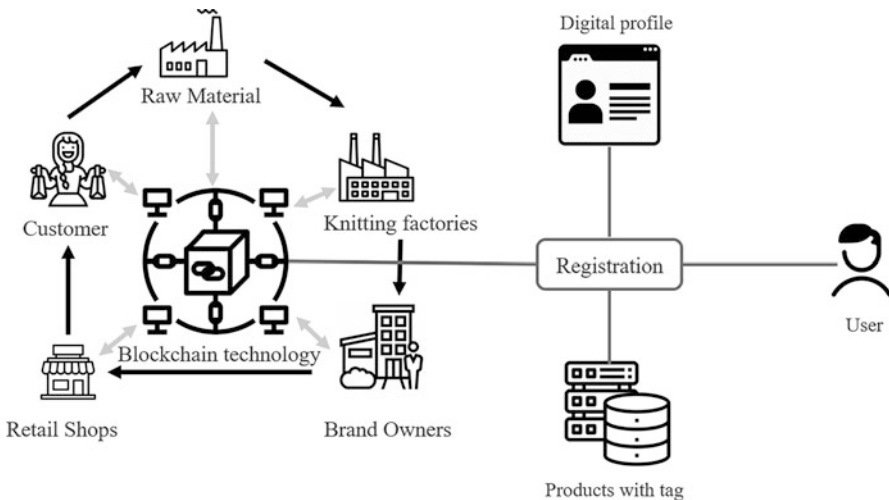 Digital profile
Raw Material
Customer
Knitting factories
Registration
User
Blockchain technology
Retail Shops
Brand Owners
Products with tag